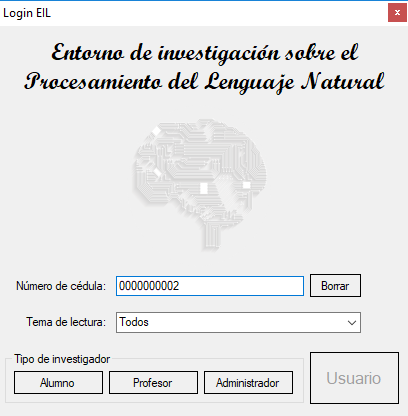 Login EIL
x
Entorno de investigación sobre el
Procesamiento del Lenguaje Natural
Número de cédula: 0000000002 Borrar
Tema de lectura: Todos
Tipo de investigador
Alumno Profesor Administrador
Usuario